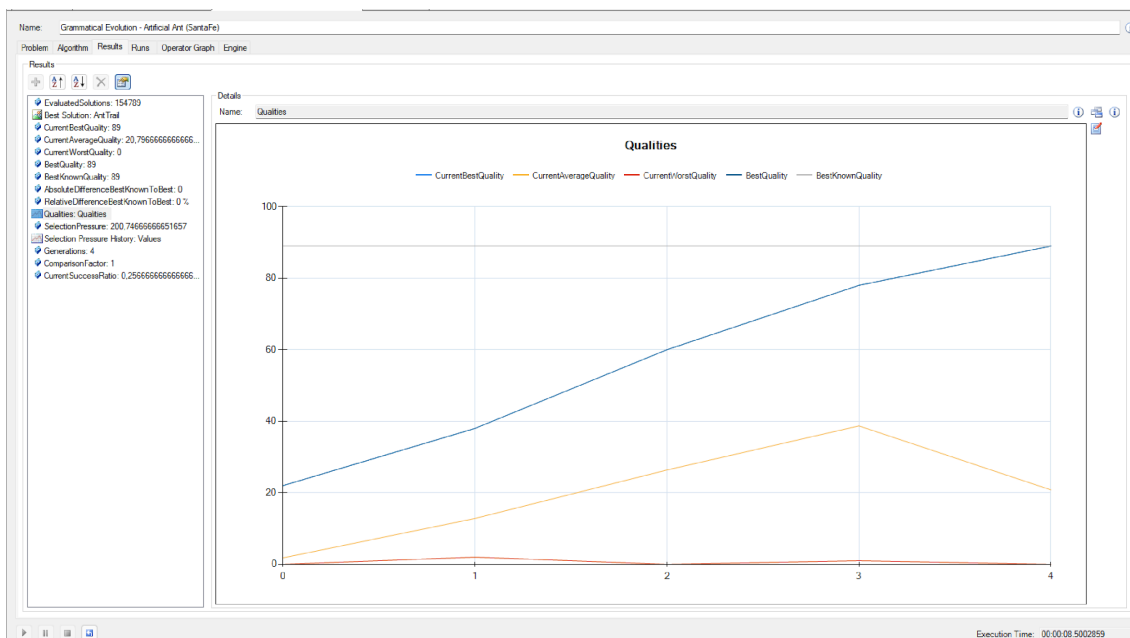 Name: Grammatical Evolution - Artificial Ant (SantaFe)
Problem Algorithm Results Runs Operator Graph Engine
Results
EvaluatedSolutions: 154789
Best Solution: AntTrail
CurrentBestQuality: 89
CurrentAverageQuality: 20,7966666666666...
CurrentWorstQuality: 0
BestQuality: 89
BestKnownQuality: 89
AbsoluteDifferenceBestKnownToBest: 0
RelativeDifferenceBestKnownToBest: 0 %
Qualities: Qualities
SelectionPressure: 200,74666666651657
Selection Pressure History: Values
Generations: 4
ComparisonFactor: 1
CurrentSuccessRatio: 0,256666666666666...
Details
Name: Qualities
Qualities
CurrentBestQuality CurrentAverageQuality CurrentWorstQuality BestQuality BestKnownQuality
100
80
60
40
20
0
0 1 2 3 4
Execution Time: 00:00:08.5002859